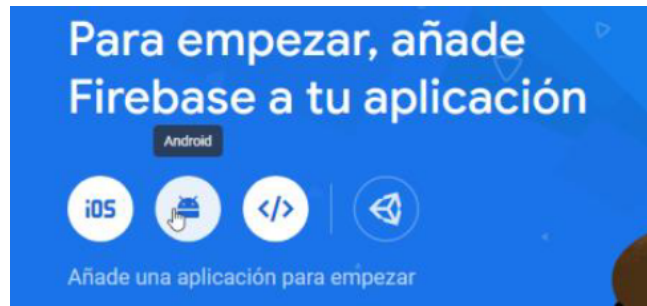 Para empezar, añade
Firebase a tu aplicación
Android
iOS
</>
Añade una aplicación para empezar